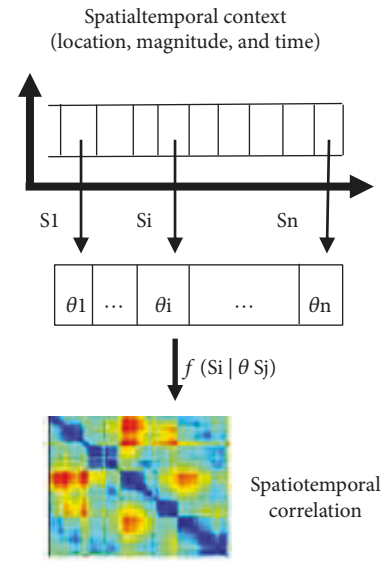 Spatialtemporal context
(location, magnitude, and time)
S1 Si Sn
θ1 ... θi ... θn
f (Si | θ Sj)
Spatiotemporal
correlation